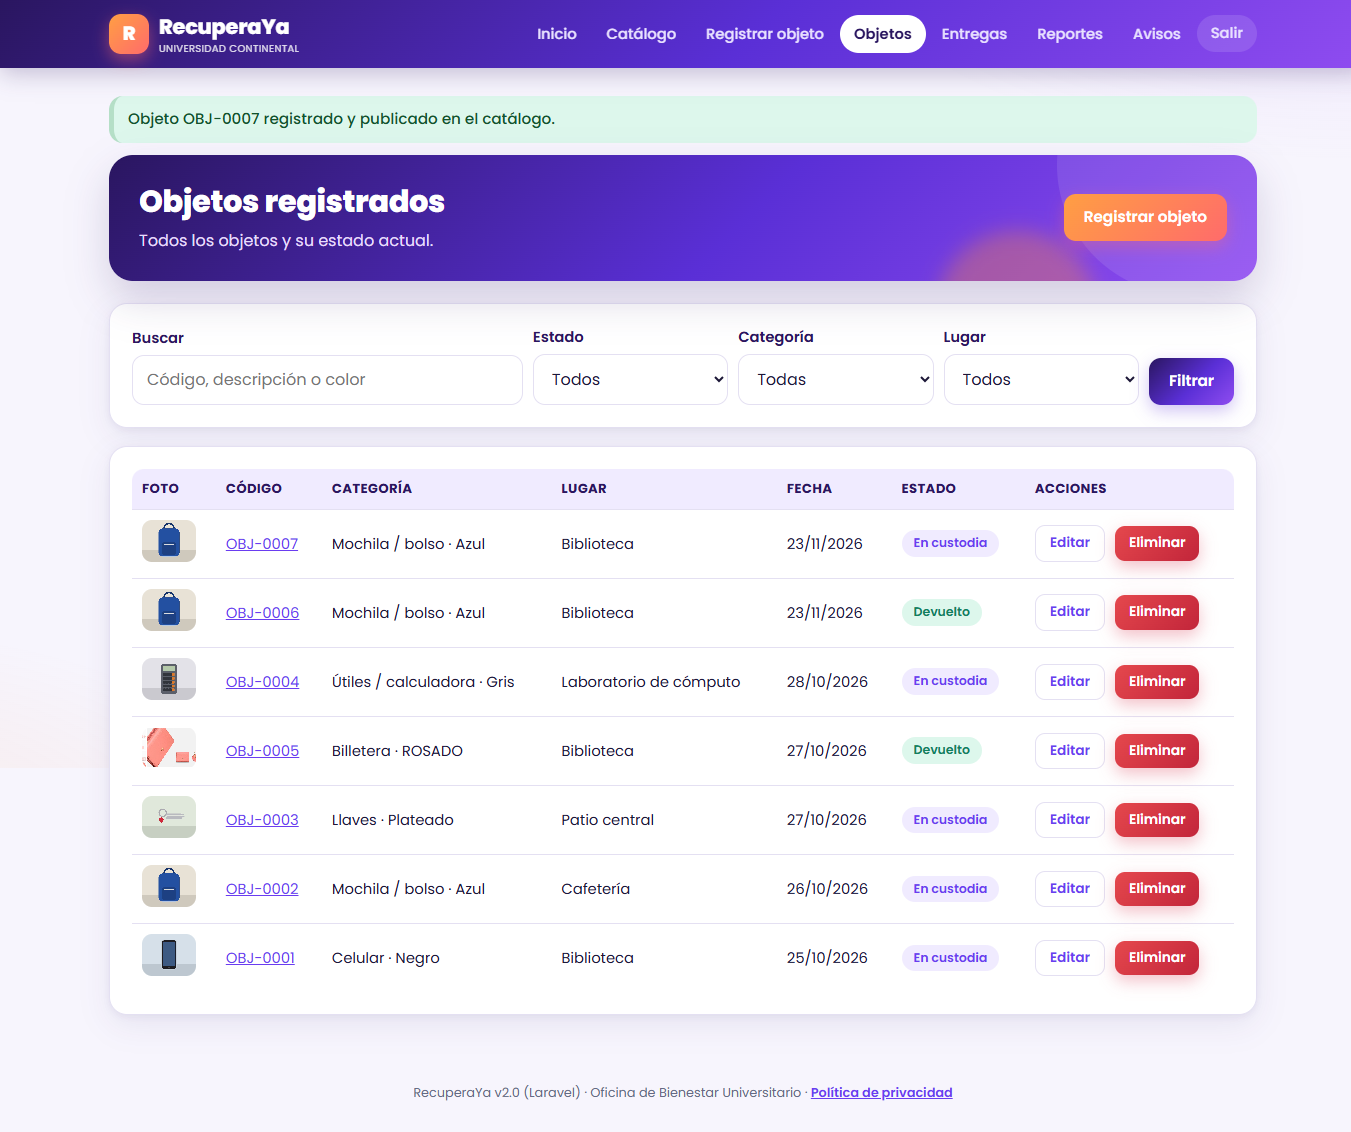 R
RecuperaYa
UNIVERSIDAD CONTINENTAL
Inicio
Catálogo
Registrar objeto
Objetos
Entregas
Reportes
Avisos
Salir
Objeto OBJ-0007 registrado y publicado en el catálogo.
Objetos registrados
Todos los objetos y su estado actual.
Registrar objeto
Buscar
Código, descripción o color
Estado
Todos
Categoría
Todas
Lugar
Todos
Filtrar
FOTO CÓDIGO CATEGORÍA LUGAR FECHA ESTADO ACCIONES
OBJ-0007 Mochila / bolso · Azul Biblioteca 23/11/2026 En custodia Editar Eliminar
OBJ-0006 Mochila / bolso · Azul Biblioteca 23/11/2026 Devuelto Editar Eliminar
OBJ-0004 Útiles / calculadora · Gris Laboratorio de cómputo 28/10/2026 En custodia Editar Eliminar
OBJ-0005 Billetera · ROSADO Biblioteca 27/10/2026 Devuelto Editar Eliminar
OBJ-0003 Llaves · Plateado Patio central 27/10/2026 En custodia Editar Eliminar
OBJ-0002 Mochila / bolso · Azul Cafetería 26/10/2026 En custodia Editar Eliminar
OBJ-0001 Celular · Negro Biblioteca 25/10/2026 En custodia Editar Eliminar
RecuperaYa v2.0 (Laravel) · Oficina de Bienestar Universitario · Política de privacidad